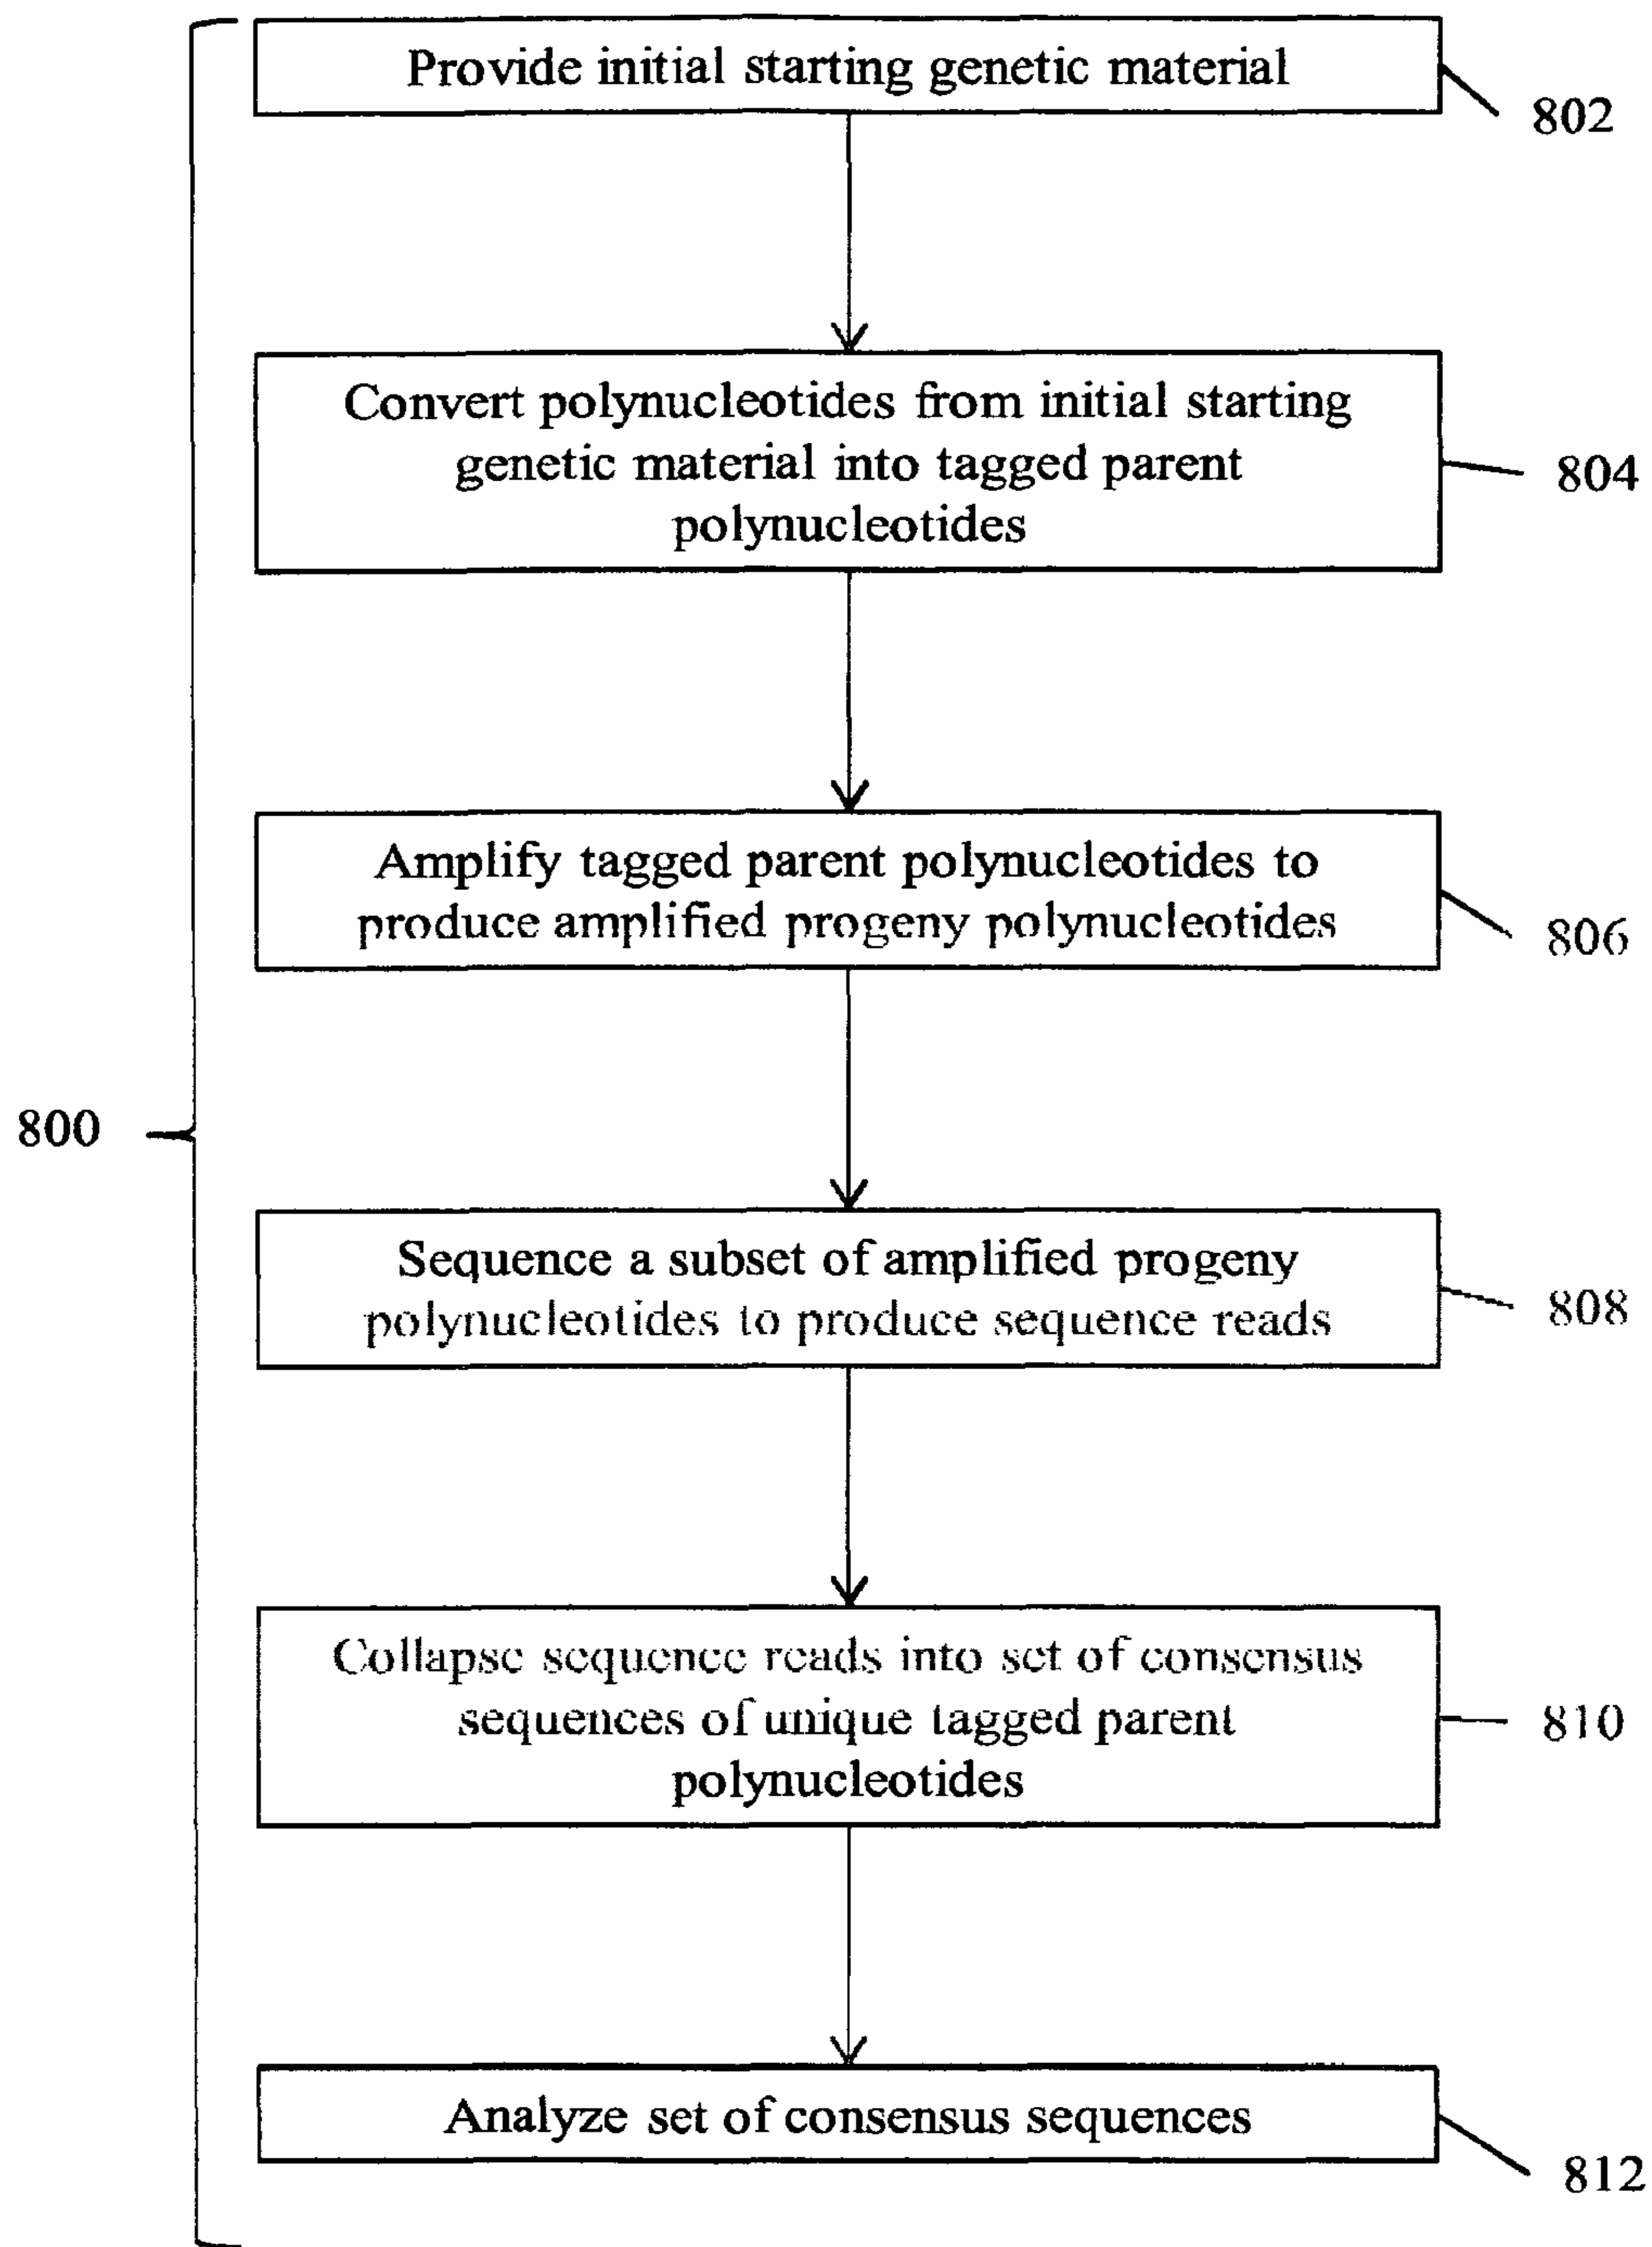 Provide initial starting genetic material
802
Convert polynucleotides from initial starting
genetic material into tagged parent
polynucleotides
804
Amplify tagged parent polynucleotides to
produce amplified progeny polynucleotides
806
800
Sequence a subset of amplified progeny
polynucleotides to produce sequence reads
808
Collapse sequence reads into set of consensus
sequences of unique tagged parent
polynucleotides
810
Analyze set of consensus sequences
812